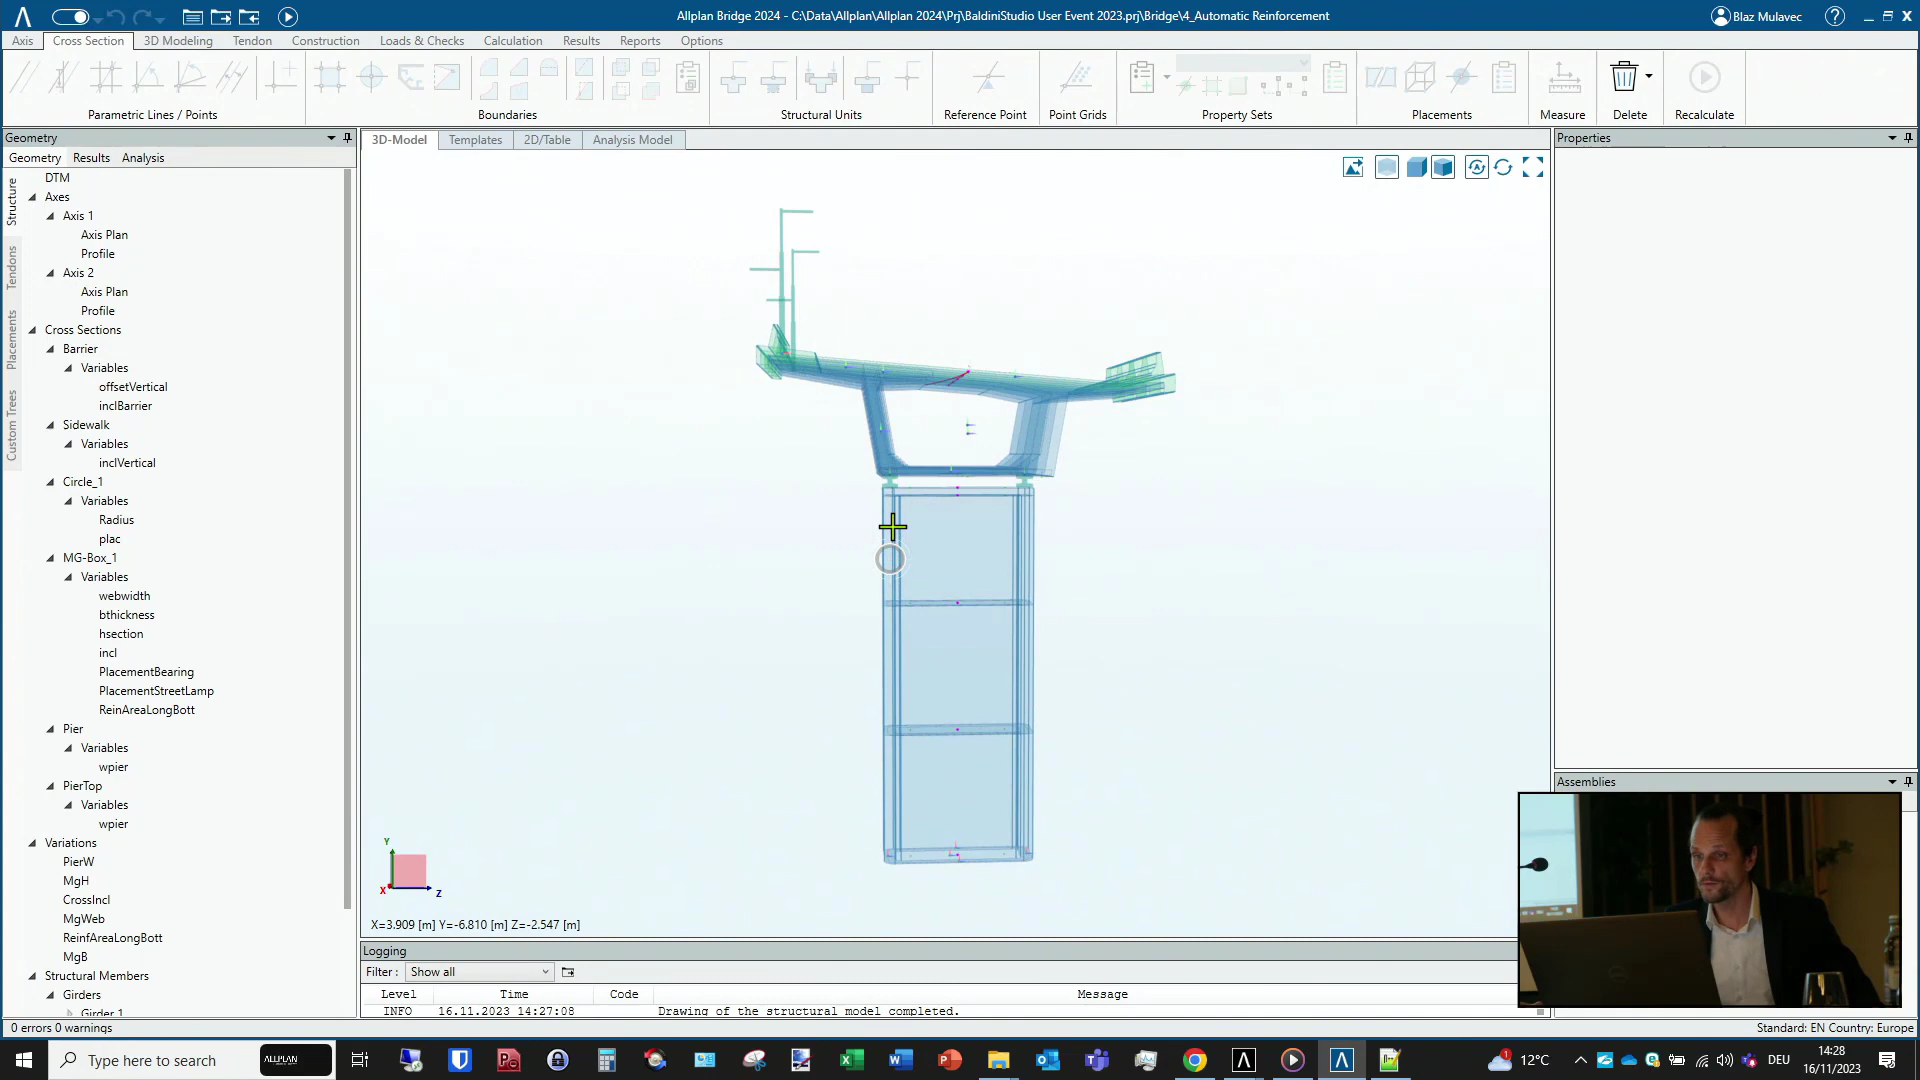 Allplan Bridge 2024 - C:\Data\Allplan\Allplan 2024\Prj\BaldiniStudio User Event 2023.prj\Bridge\4_Automatic Reinforcement
Blaz Mulavec
Axis
Cross Section
3D Modeling
Tendon
Construction
Loads & Checks
Calculation
Results
Reports
Options
Parametric Lines / Points
Boundaries
Structural Units
Reference Point
Point Grids
Property Sets
Placements
Measure
Delete
Recalculate
Geometry
Geometry
Results
Analysis
Structure
Tendons
Placements
Custom Trees
DTM
Axes
Axis 1
Axis Plan
Profile
Axis 2
Axis Plan
Profile
Cross Sections
Barrier
Variables
offsetVertical
inclBarrier
Sidewalk
Variables
inclVertical
Circle_1
Variables
Radius
plac
MG-Box_1
Variables
webwidth
bthickness
hsection
incl
PlacementBearing
PlacementStreetLamp
ReinAreaLongBott
Pier
Variables
wpier
PierTop
Variables
wpier
Variations
PierW
MgH
CrossIncl
MgWeb
ReinfAreaLongBott
MgB
Structural Members
Girders
Girder 1
3D-Model
Templates
2D/Table
Analysis Model
Y
X
Z
X=3.909 [m] Y=-6.810 [m] Z=-2.547 [m]
Properties
Assemblies
Logging
Filter :
Show all
Level
Time
Code
Message
INFO
16.11.2023 14:27:08
Drawing of the structural model completed.
0 errors 0 warnings
Standard: EN Country: Europe
Type here to search
ALLPLAN
12°C
DEU
14:28
16/11/2023